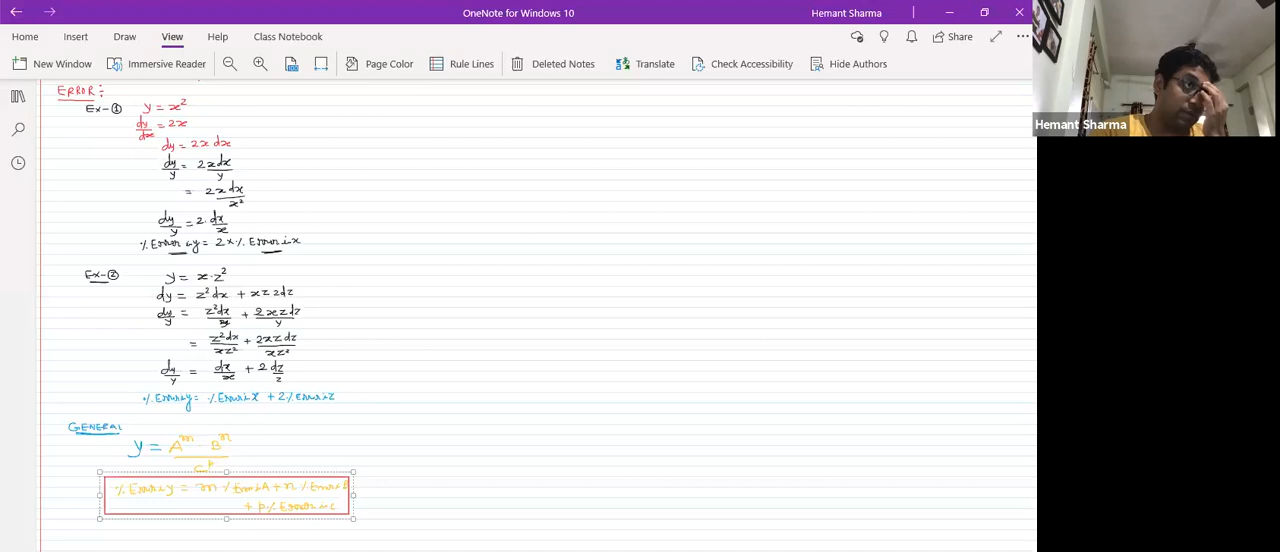 OneNote for Windows 10
Hemant Sharma
Home Insert Draw View Help Class Notebook
Share
New Window Immersive Reader Page Color Rule Lines Deleted Notes Translate Check Accessibility Hide Authors
Hemant Sharma
ERROR:
Ex-① y = x²
dy/dx = 2x
dy = 2x dx
dy/y = 2x dx/y
= 2x dx/x²
dy/y = 2·dx/x
% Error in y = 2 x % Error in x
Ex-② y = x·z²
dy = z² dx + x z 2 dz
dy/y = z² dx/y + 2xz dz/y
= z² dx/xz² + 2xz dz/xz²
dy/y = dx/x + 2 dz/z
% Error in y = % Error in x + 2 % Error in z
GENERAL
y = A^m · B^n / C^p
% Error in y = m % Error in A + n % Error in B
+ p % Error in C